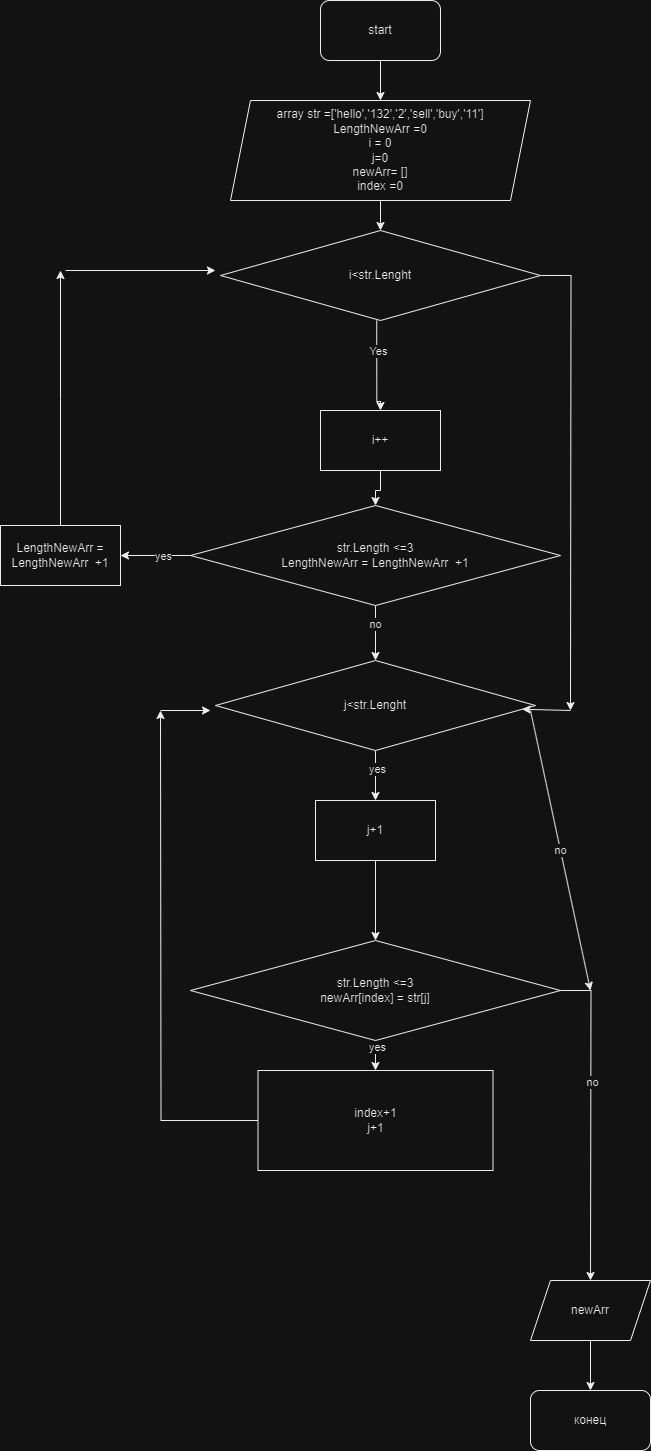 start
array str =['hello','132','2','sell','buy','11']
LengthNewArr =0
i = 0
j=0
newArr= []
index =0
i<str.Lenght
Yes
i++
LengthNewArr =
LengthNewArr +1
yes
str.Length <=3
LengthNewArr = LengthNewArr +1
no
j<str.Lenght
yes
j+1
no
str.Length <=3
newArr[index] = str[j]
yes
no
index+1
j+1
newArr
конец